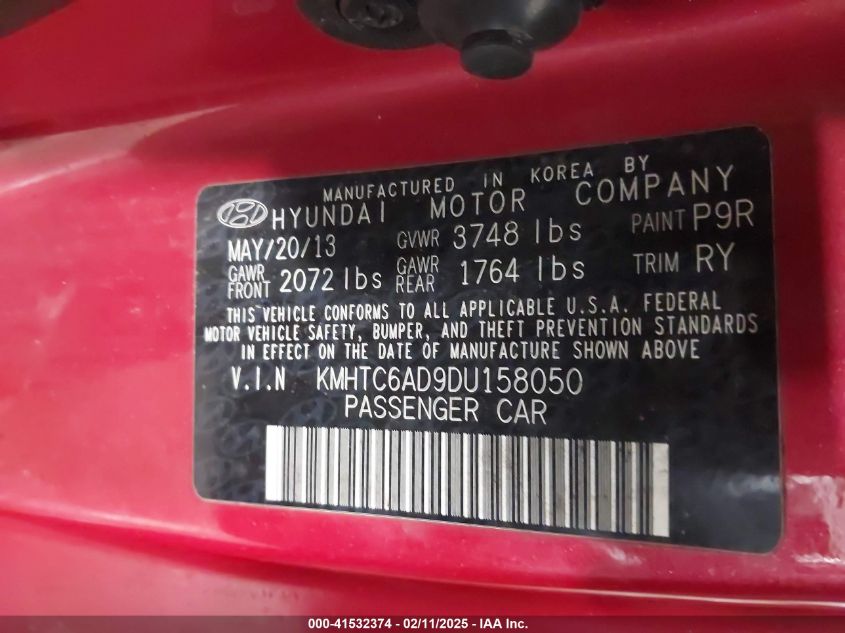 MANUFACTURED IN KOREA BY
HYUNDAI MOTOR COMPANY
MAY/20/13 GVWR 3748 lbs PAINT P9R
GAWR FRONT 2072 lbs GAWR REAR 1764 lbs TRIM RY
THIS VEHICLE CONFORMS TO ALL APPLICABLE U.S.A. FEDERAL
MOTOR VEHICLE SAFETY, BUMPER, AND THEFT PREVENTION STANDARDS
IN EFFECT ON THE DATE OF MANUFACTURE SHOWN ABOVE
V.I.N KMHTC6AD9DU158050
PASSENGER CAR
000-41532374 - 02/11/2025 - IAA Inc.